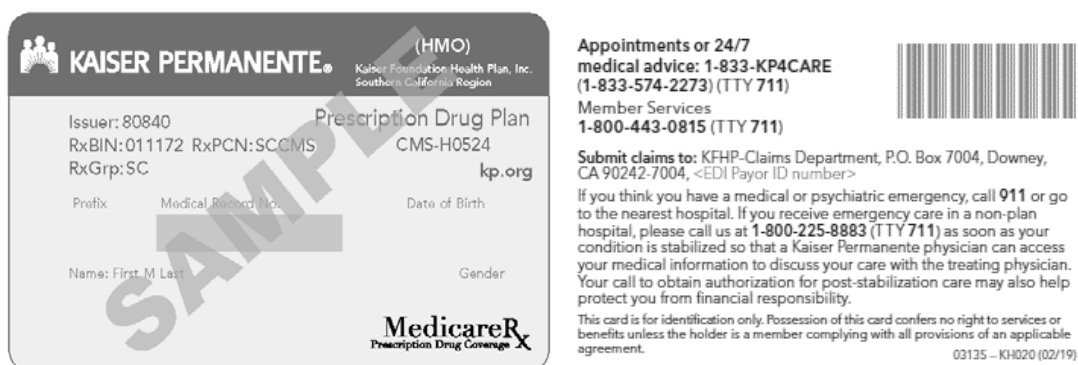 KAISER PERMANENTE®
(HMO)
Kaiser Foundation Health Plan, Inc.
Southern California Region
Issuer: 80840
RxBIN: 011172 RxPCN: SCCMS
RxGrp: SC
Prescription Drug Plan
CMS-H0524
kp.org
Prefix Medical Record No. Date of Birth
Name: First M Last Gender
SAMPLE
MedicareRx
Prescription Drug Coverage
Appointments or 24/7
medical advice: 1-833-KP4CARE
(1-833-574-2273) (TTY 711)
Member Services
1-800-443-0815 (TTY 711)
Submit claims to: KFHP-Claims Department, P.O. Box 7004, Downey,
CA 90242-7004, <EDI Payor ID number>
If you think you have a medical or psychiatric emergency, call 911 or go
to the nearest hospital. If you receive emergency care in a non-plan
hospital, please call us at 1-800-225-8883 (TTY 711) as soon as your
condition is stabilized so that a Kaiser Permanente physician can access
your medical information to discuss your care with the treating physician.
Your call to obtain authorization for post-stabilization care may also help
protect you from financial responsibility.
This card is for identification only. Possession of this card confers no right to services or
benefits unless the holder is a member complying with all provisions of an applicable
agreement.
03135 – KH020 (02/19)